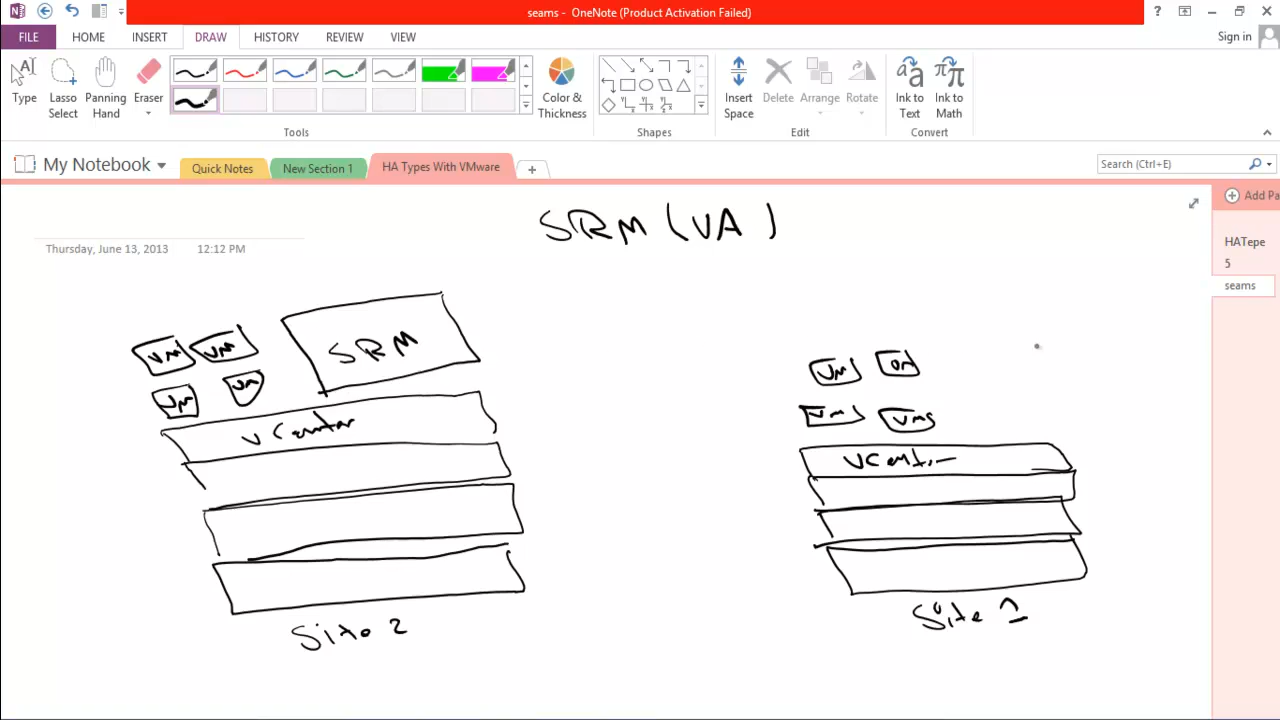 seams - OneNote (Product Activation Failed)
?
FILE HOME INSERT DRAW HISTORY REVIEW VIEW
Sign in
Type
Lasso Select
Panning Hand
Eraser
Color & Thickness
Insert Space
Delete
Arrange
Rotate
Ink to Text
Ink to Math
Tools
Shapes
Edit
Convert
My Notebook
Quick Notes
New Section 1
HA Types With VMware
Search (Ctrl+E)
Add Pa
HATepe
5
seams
SRM (VA)
Thursday, June 13, 2013 12:12 PM
VM VM
VM VM
SRM
vCenter
Site 2
VM
VM VMs
VCenter
Site